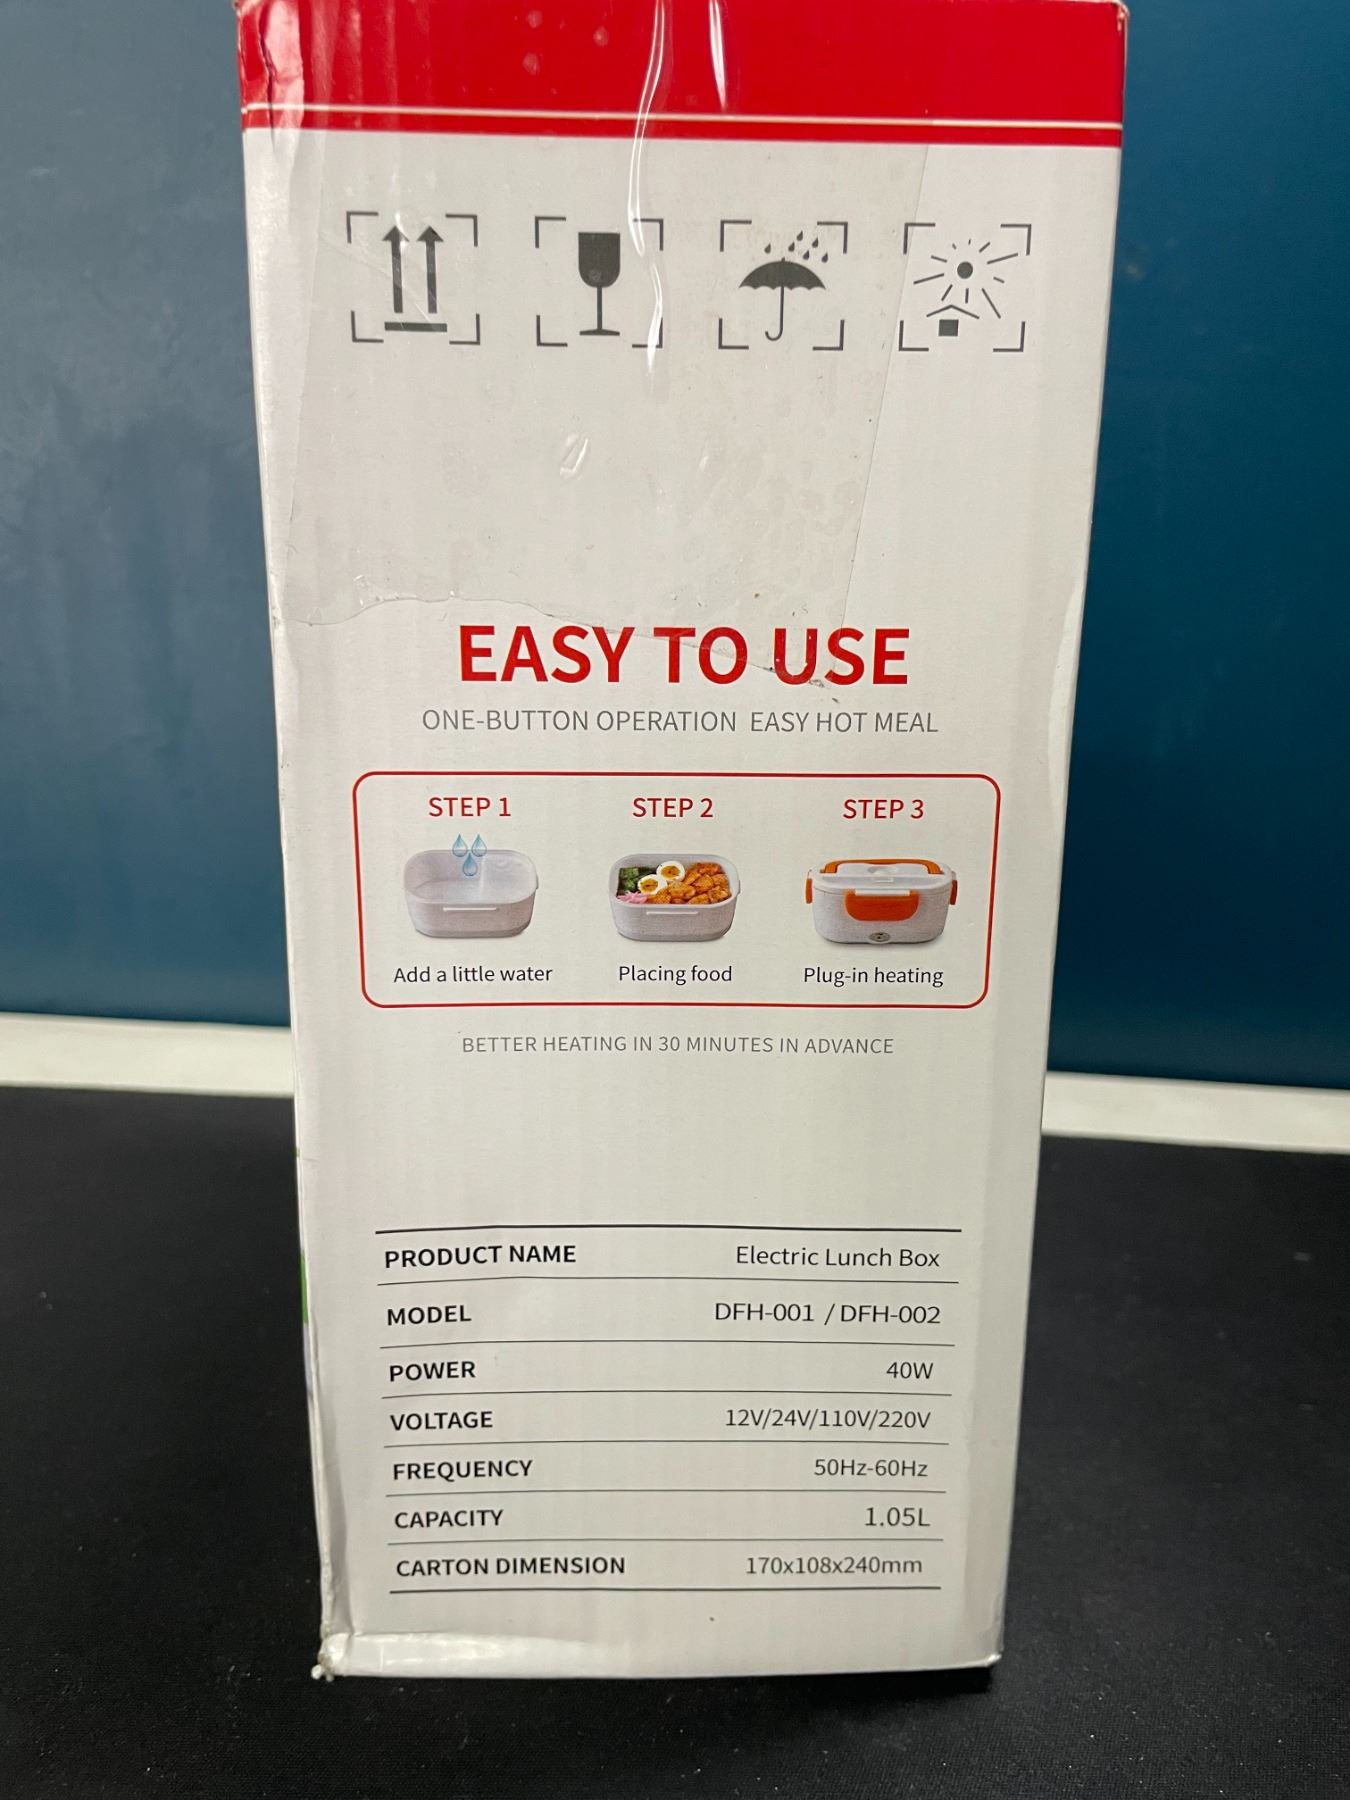 EASY TO USE
ONE-BUTTON OPERATION EASY HOT MEAL
STEP 1
STEP 2
STEP 3
Add a little water
Placing food
Plug-in heating
BETTER HEATING IN 30 MINUTES IN ADVANCE
PRODUCT NAME Electric Lunch Box
MODEL DFH-001 / DFH-002
POWER 40W
VOLTAGE 12V/24V/110V/220V
FREQUENCY 50Hz-60Hz
CAPACITY 1.05L
CARTON DIMENSION 170x108x240mm